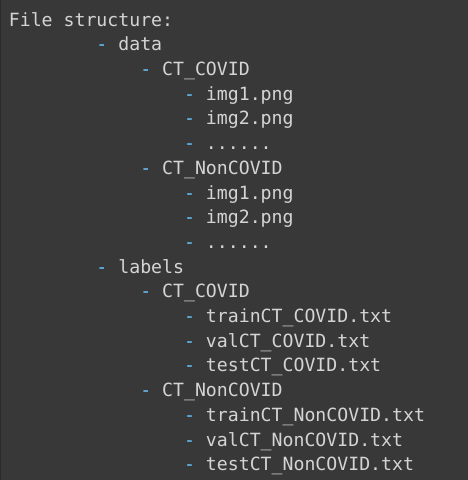 File structure:
- data
- CT_COVID
- img1.png
- img2.png
- ......
- CT_NonCOVID
- img1.png
- img2.png
- ......
- labels
- CT_COVID
- trainCT_COVID.txt
- valCT_COVID.txt
- testCT_COVID.txt
- CT_NonCOVID
- trainCT_NonCOVID.txt
- valCT_NonCOVID.txt
- testCT_NonCOVID.txt